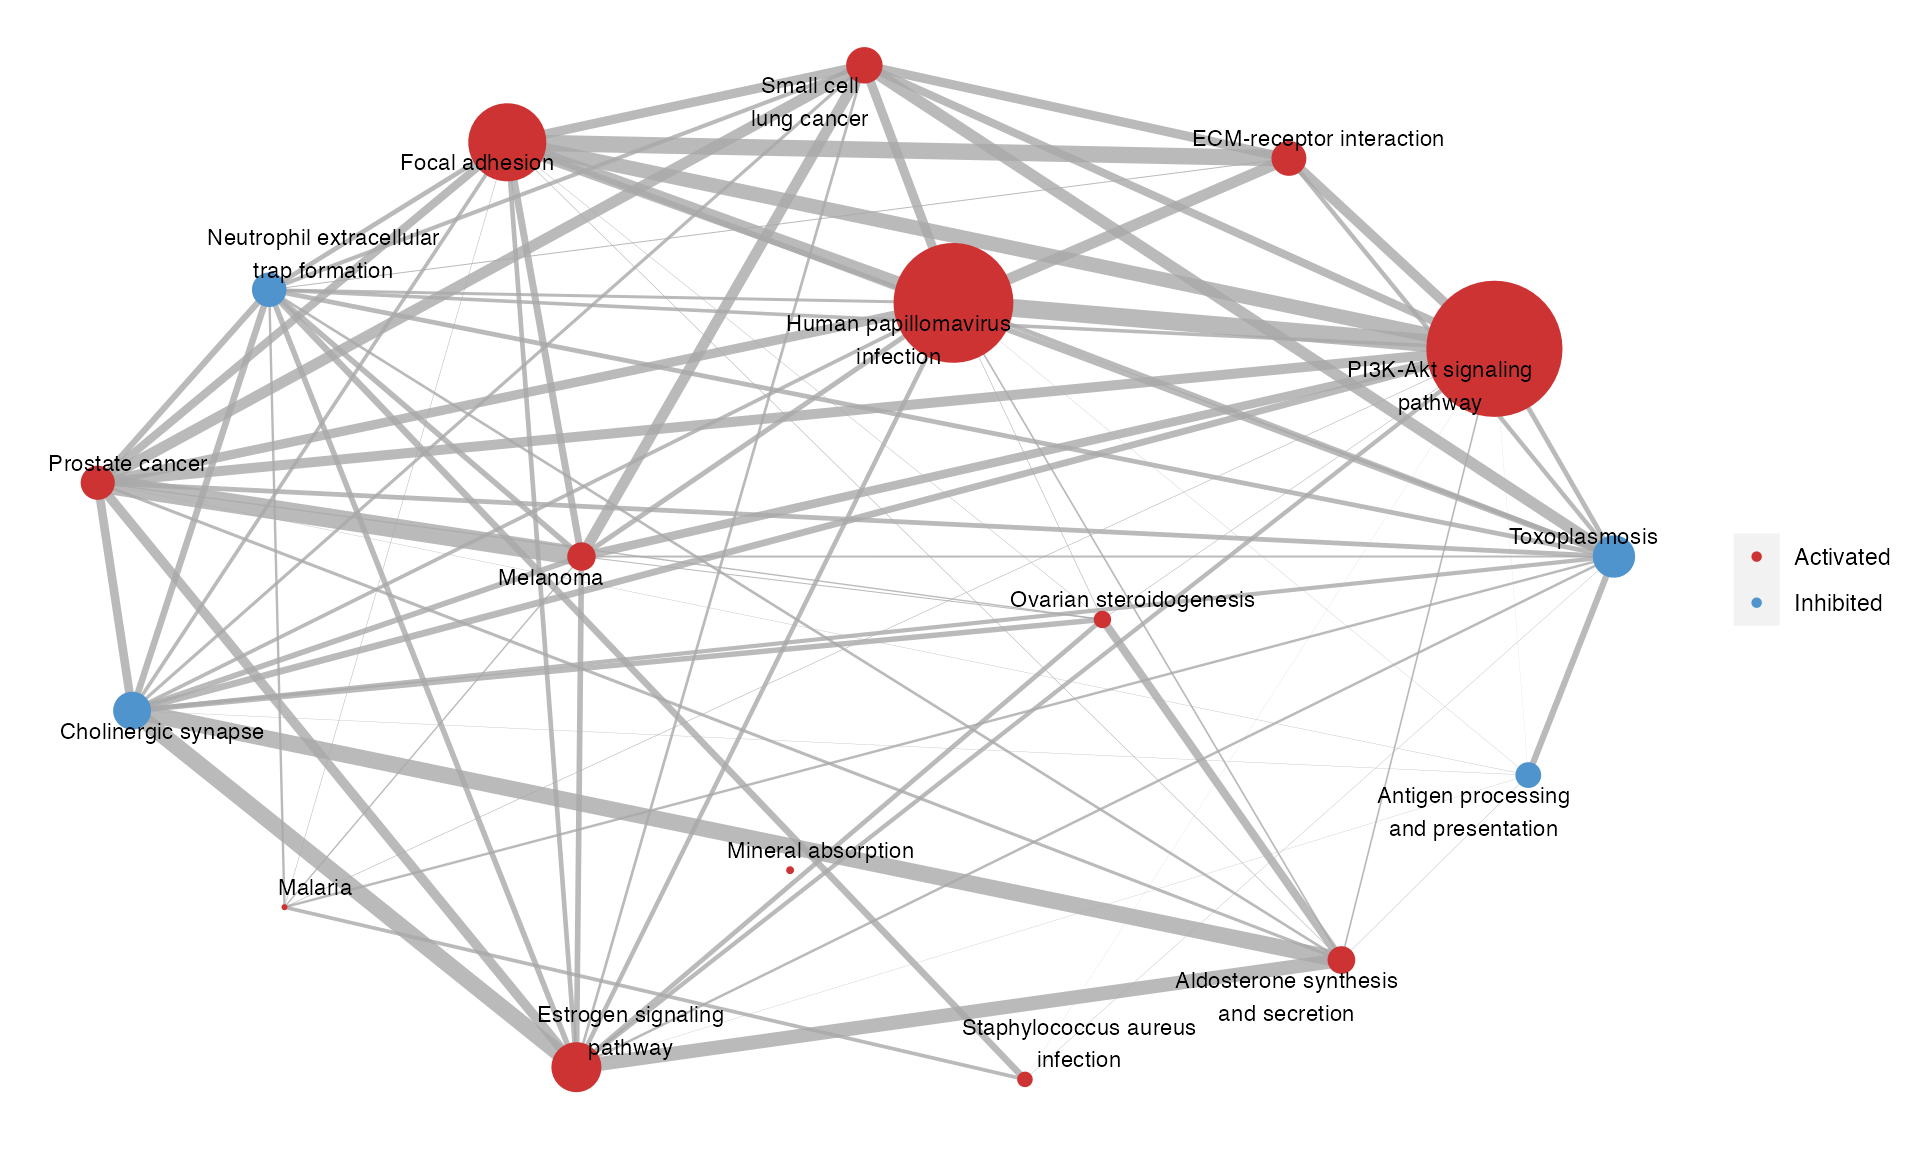 Small cell
lung cancer
ECM-receptor interaction
Focal adhesion
Neutrophil extracellular
trap formation
Human papillomavirus
infection
PI3K-Akt signaling
pathway
Prostate cancer
Toxoplasmosis
Activated
Melanoma
Ovarian steroidogenesis
Inhibited
Cholinergic synapse
Antigen processing
and presentation
Mineral absorption
Malaria
Aldosterone synthesis
and secretion
Estrogen signaling
pathway
Staphylococcus aureus
infection